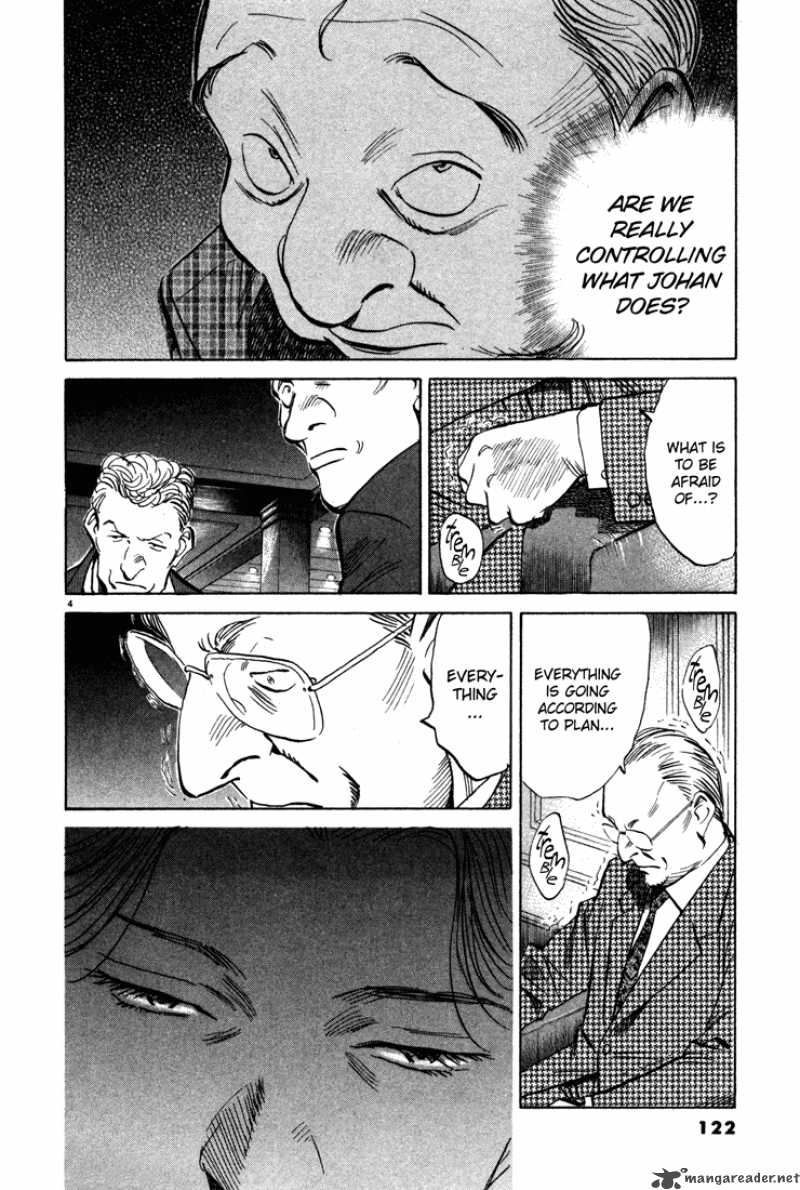 ARE WE
REALLY
CONTROLLING
WHAT JOHAN
DOES?
WHAT IS
TO BE
AFRAID
OF...?
TREMBLE
4
EVERYTHING
IS GOING
ACCORDING
TO PLAN...
TREMBLE
TREMBLE
EVERY-
THING
...
122
mangareader.net